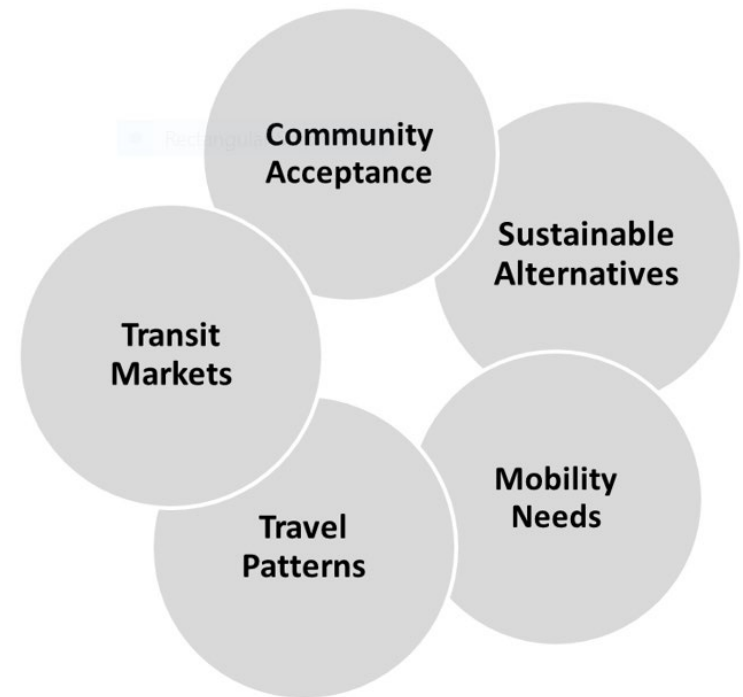 Community
Acceptance
Sustainable
Alternatives
Transit
Markets
Mobility
Needs
Travel
Patterns